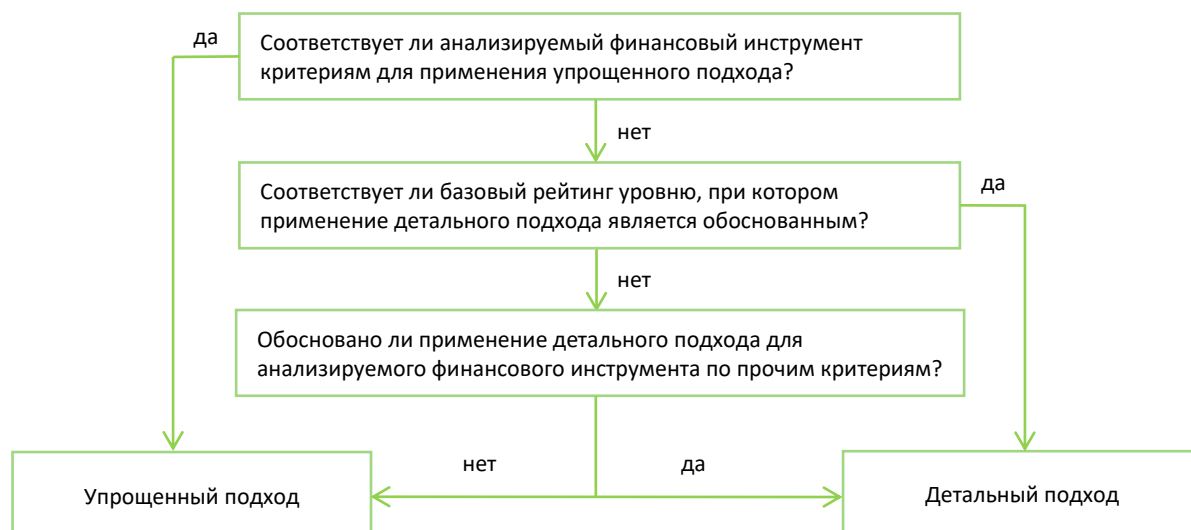 да
Соответствует ли анализируемый финансовый инструмент
критериям для применения упрощенного подхода?
нет
Соответствует ли базовый рейтинг уровню, при котором
применение детального подхода является обоснованным?
да
нет
Обосновано ли применение детального подхода для
анализируемого финансового инструмента по прочим критериям?
нет
да
Упрощенный подход
Детальный подход